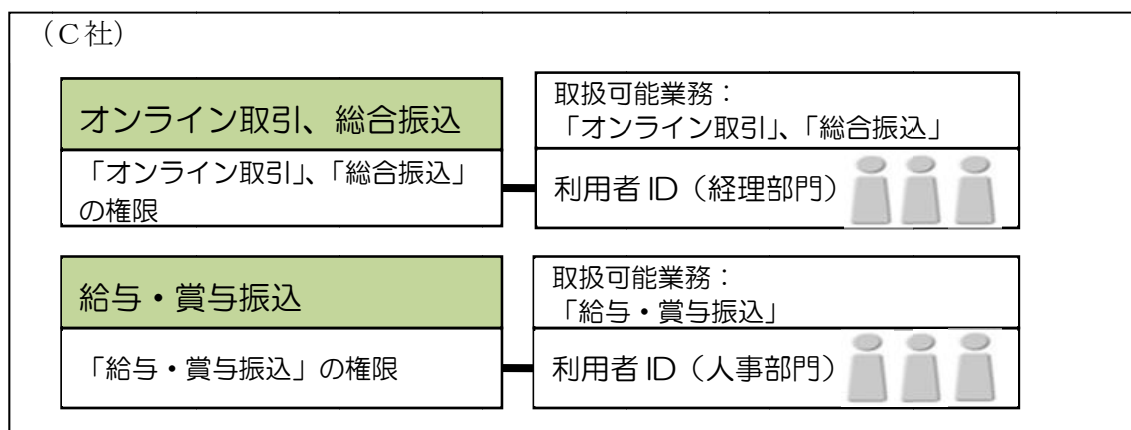 （C社）
オンライン取引、総合振込
「オンライン取引」、「総合振込」
の権限
取扱可能業務：
「オンライン取引」、「総合振込」
利用者 ID（経理部門）
給与・賞与振込
「給与・賞与振込」の権限
取扱可能業務：
「給与・賞与振込」
利用者 ID（人事部門）